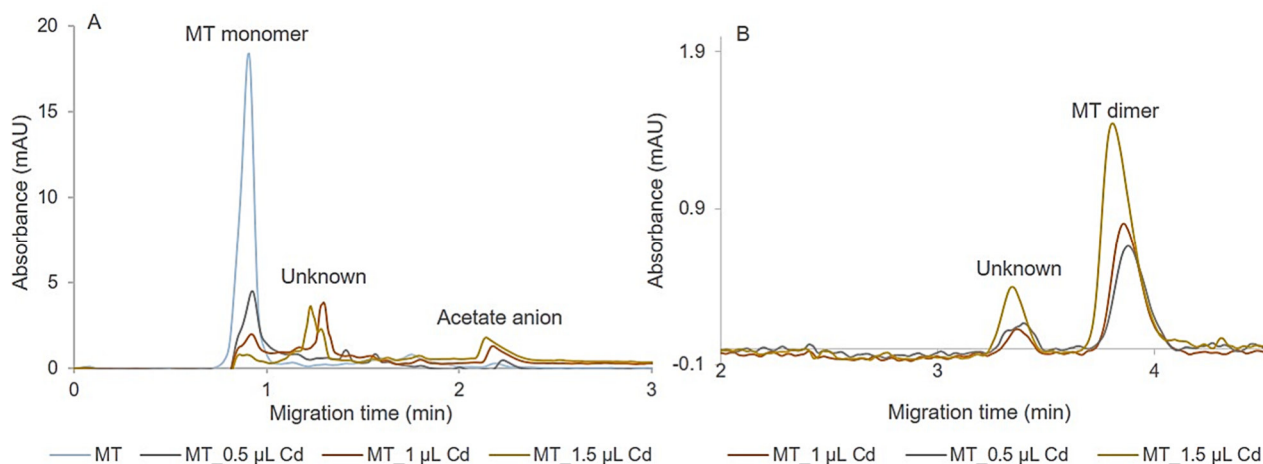 A
20
15
10
5
0
0
1
2
3
Absorbance (mAU)
MT monomer
Unknown
Acetate anion
Migration time (min)
MT
MT_0.5 µL Cd
MT_1 µL Cd
MT_1.5 µL Cd
B
1.9
0.9
-0.1
2
3
4
Absorbance (mAU)
Unknown
MT dimer
Migration time (min)
MT_1 µL Cd
MT_0.5 µL Cd
MT_1.5 µL Cd